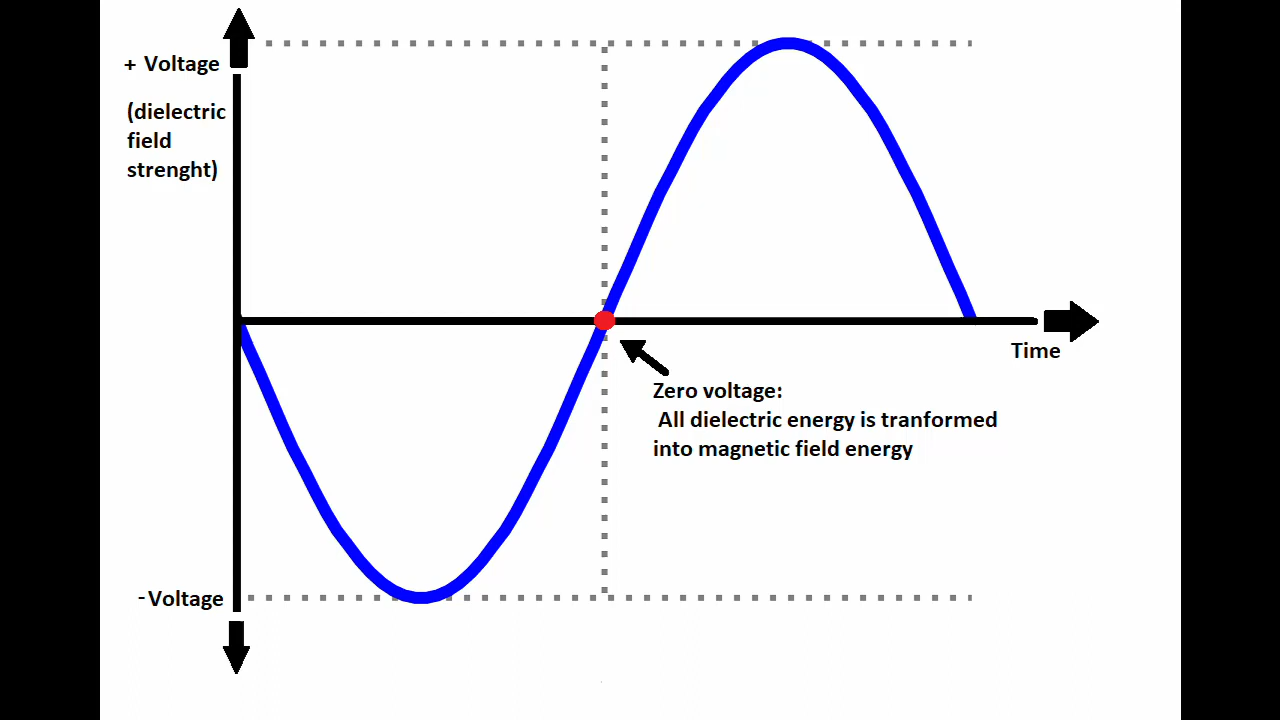 + Voltage
(dielectric
field
strenght)
Time
Zero voltage:
All dielectric energy is tranformed
into magnetic field energy
-Voltage